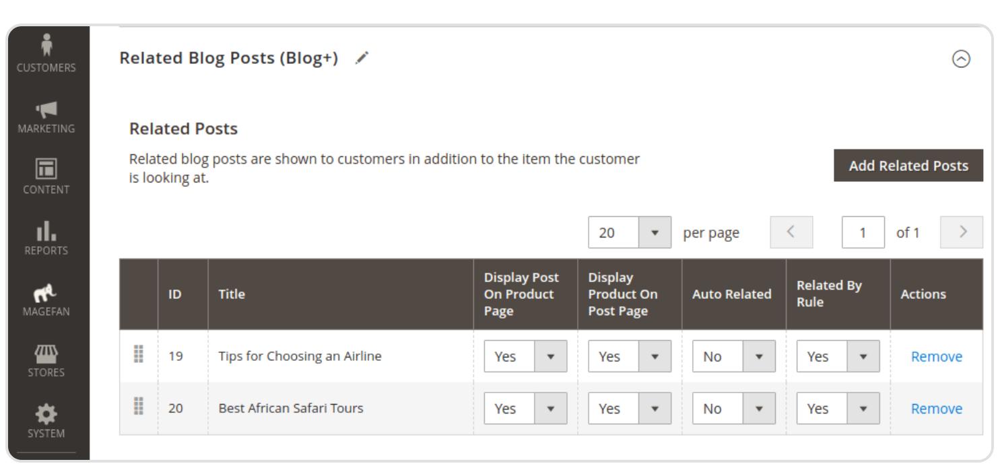 CUSTOMERS
MARKETING
CONTENT
REPORTS
MAGEFAN
STORES
SYSTEM
Related Blog Posts (Blog+)
Related Posts
Related blog posts are shown to customers in addition to the item the customer
is looking at.
Add Related Posts
20 per page 1 of 1
ID Title Display Post On Product Page Display Product On Post Page Auto Related Related By Rule Actions
19 Tips for Choosing an Airline Yes Yes No Yes Remove
20 Best African Safari Tours Yes Yes No Yes Remove